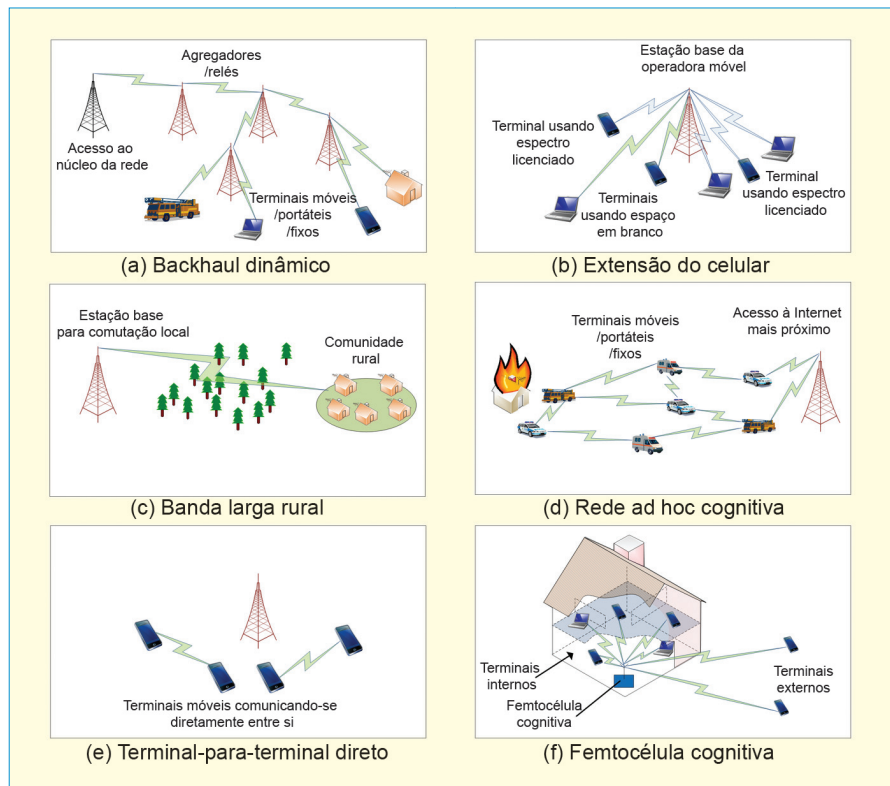 Agregadores
/relés
Acesso ao
núcleo da rede
Terminais móveis
/portáteis
/fixos
(a) Backhaul dinâmico
Estação base da
operadora móvel
Terminal usando
espectro
licenciado
Terminais
usando espaço
em branco
Terminal
usando espectro
licenciado
(b) Extensão do celular
Estação base
para comutação local
Comunidade
rural
(c) Banda larga rural
Terminais móveis
/portáteis
/fixos
Acesso à Internet
mais próximo
(d) Rede ad hoc cognitiva
Terminais móveis comunicando-se
diretamente entre si
(e) Terminal-para-terminal direto
Terminais
internos
Femtocélula
cognitiva
Terminais
externos
(f) Femtocélula cognitiva